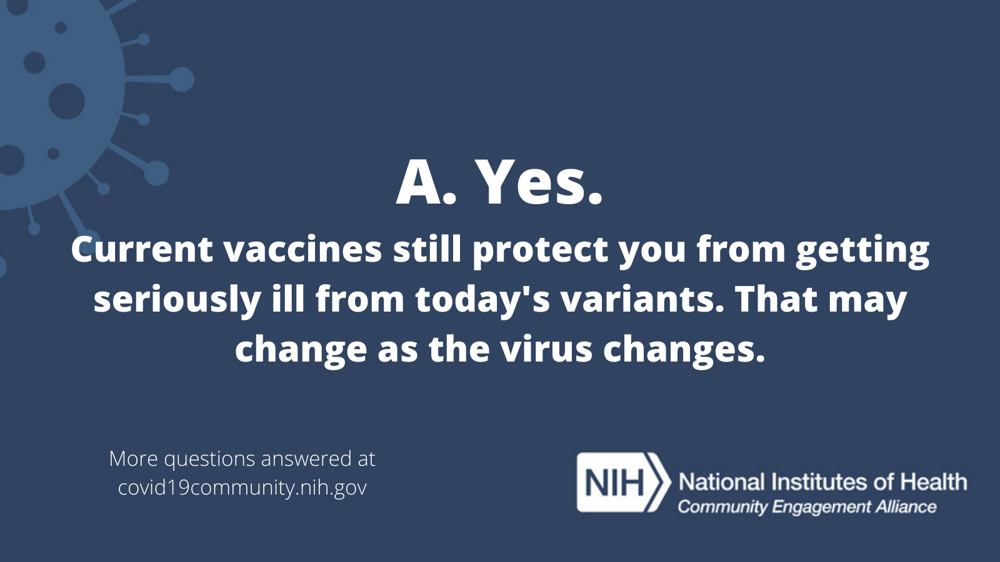 A. Yes.
Current vaccines still protect you from getting
seriously ill from today's variants. That may
change as the virus changes.
More questions answered at
covid19community.nih.gov
NIH National Institutes of Health
Community Engagement Alliance